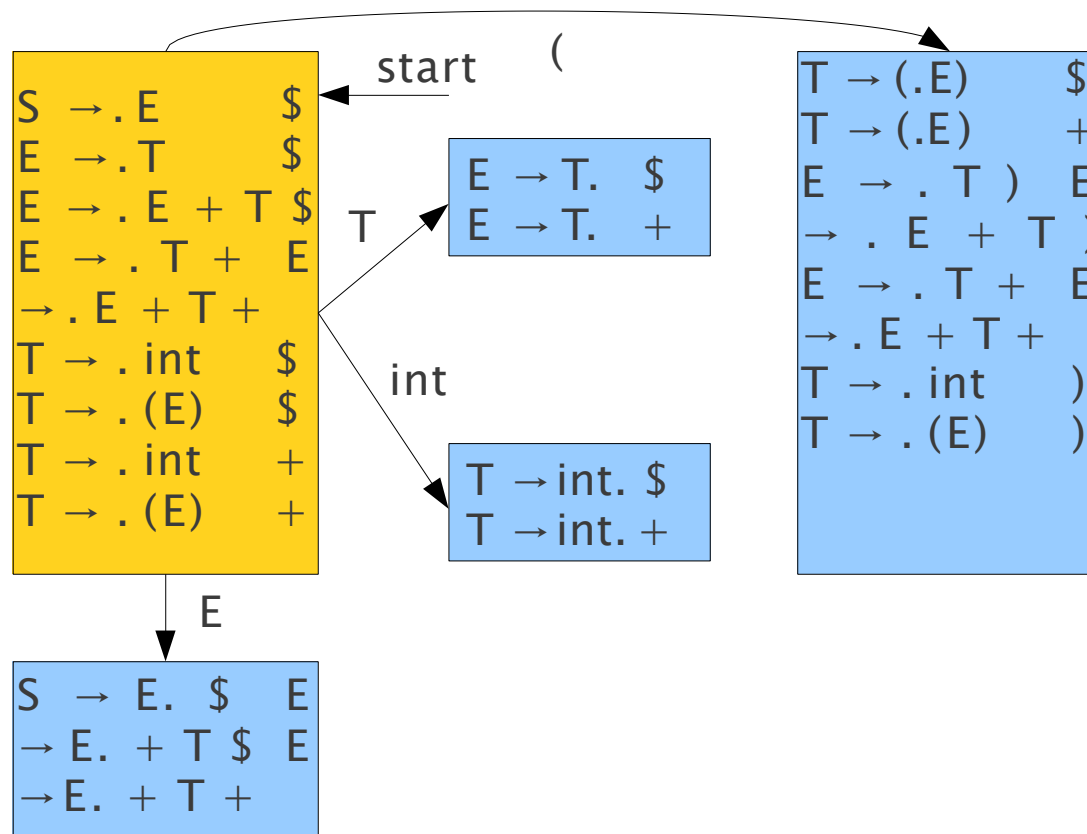 start (
S → . E $
E → . T $
E → . E + T $
E → . T + E
→ . E + T +
T → . int $
T → . (E) $
T → . int +
T → . (E) +
T
E → T. $
E → T. +
int
T → int. $
T → int. +
E
S → E. $ E
→ E. + T $ E
→E. + T +
T → (.E) $
T → (.E) +
E → . T ) E
→ . E + T )
E → . T + E
→ . E + T +
T → . int )
T → . (E) )